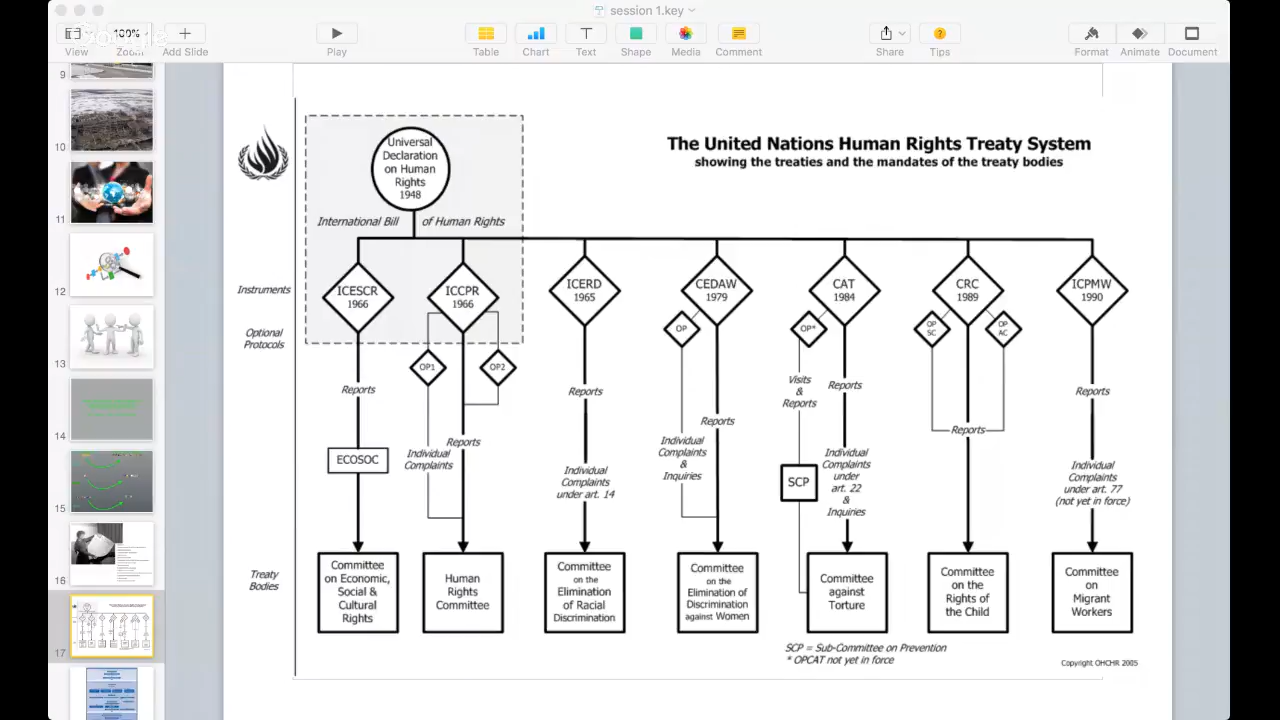 session 1.key
100%
View
Zoom
Add Slide
Play
Table
Chart
Text
Shape
Media
Comment
Share
Tips
Format
Animate
Document
9
10
11
12
13
14
15
16
17
The United Nations Human Rights Treaty System
showing the treaties and the mandates of the treaty bodies
Universal
Declaration
on Human
Rights
1948
International Bill of Human Rights
Instruments
ICESCR
1966
ICCPR
1966
ICERD
1965
CEDAW
1979
CAT
1984
CRC
1989
ICPMW
1990
Optional
Protocols
OP1
OP2
OP
OP*
OP
SC
OP
AC
Reports
ECOSOC
Individual
Complaints
Reports
Reports
Individual
Complaints
under art. 14
Individual
Complaints
&
Inquiries
Reports
Visits
&
Reports
SCP
Reports
Individual
Complaints
under
art. 22
&
Inquiries
Reports
Reports
Individual
Complaints
under art. 77
(not yet in force)
Treaty
Bodies
Committee
on Economic,
Social &
Cultural
Rights
Human
Rights
Committee
Committee
on the
Elimination
of Racial
Discrimination
Committee
on the
Elimination of
Discrimination
against Women
Committee
against
Torture
Committee
on the
Rights of
the Child
Committee
on
Migrant
Workers
SCP = Sub-Committee on Prevention
* OPCAT not yet in force
Copyright OHCHR 2005